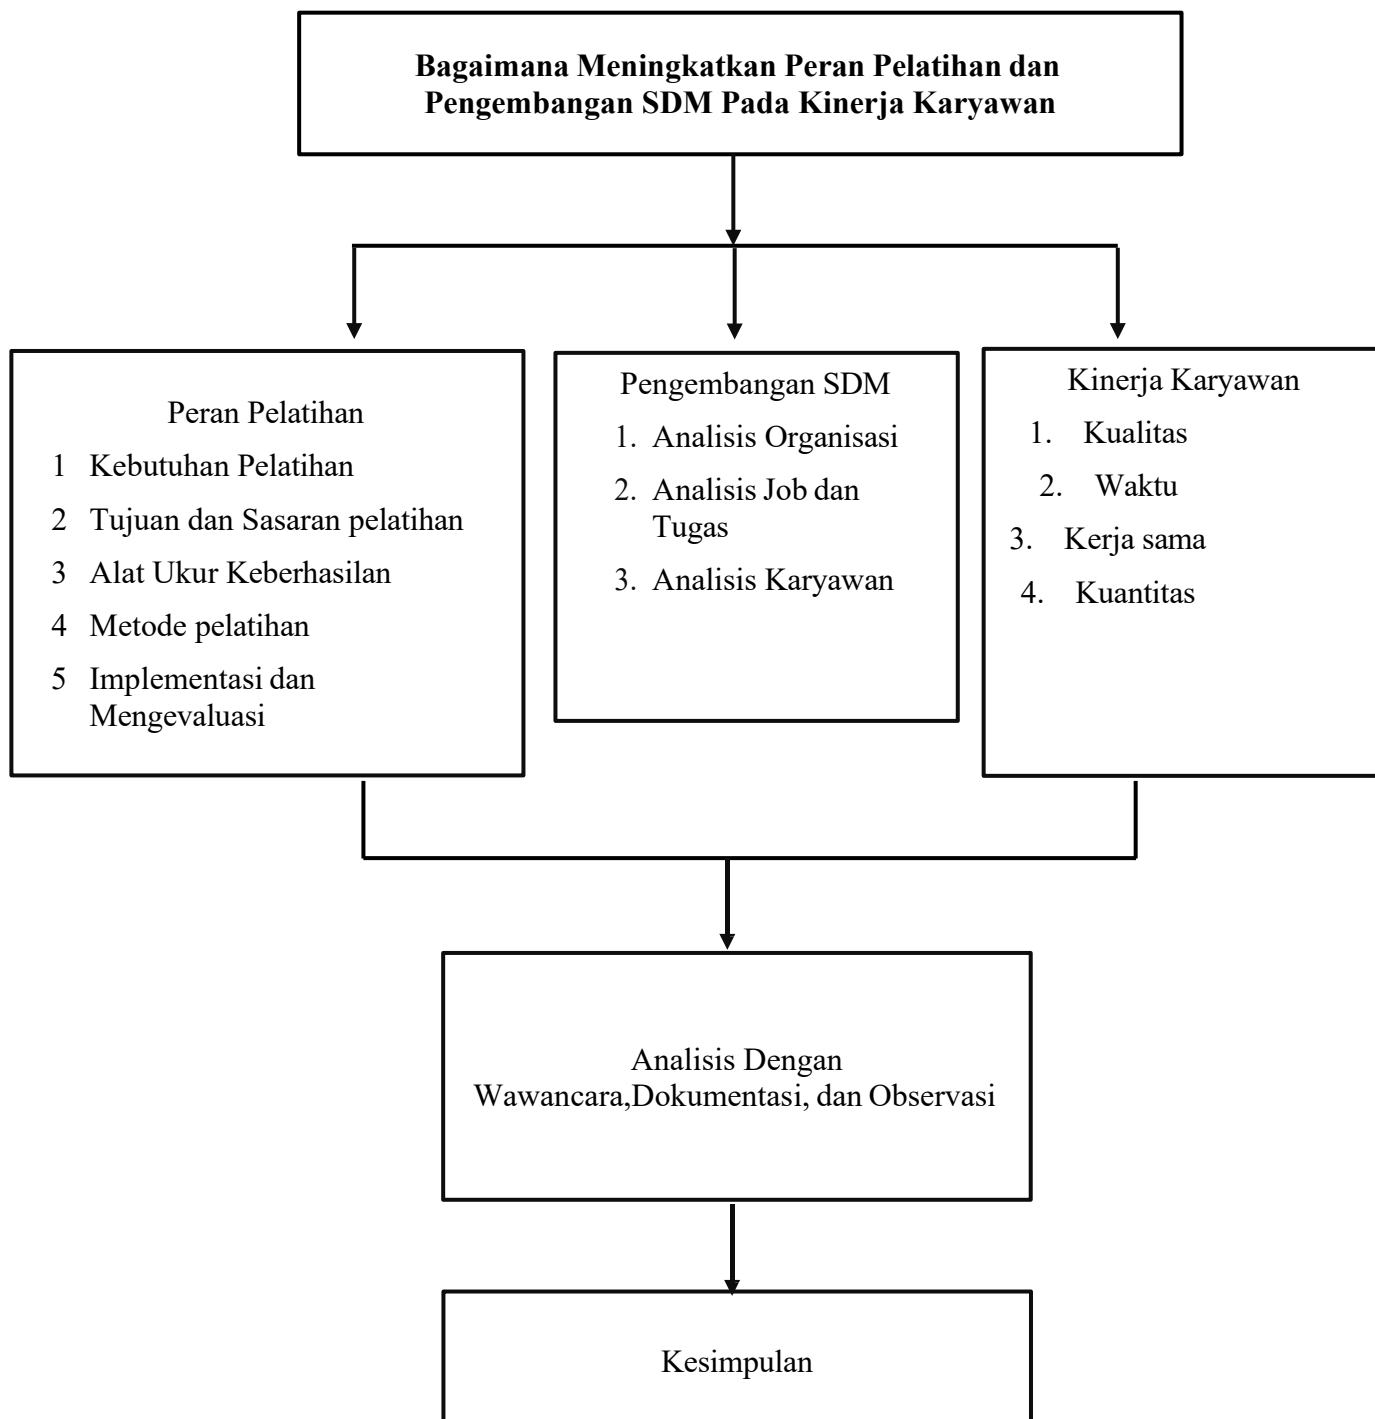 Bagaimana Meningkatkan Peran Pelatihan dan
Pengembangan SDM Pada Kinerja Karyawan
Peran Pelatihan
1 Kebutuhan Pelatihan
2 Tujuan dan Sasaran pelatihan
3 Alat Ukur Keberhasilan
4 Metode pelatihan
5 Implementasi dan
Mengevaluasi
Pengembangan SDM
1. Analisis Organisasi
2. Analisis Job dan
Tugas
3. Analisis Karyawan
Kinerja Karyawan
1. Kualitas
2. Waktu
3. Kerja sama
4. Kuantitas
Analisis Dengan
Wawancara,Dokumentasi, dan Observasi
Kesimpulan